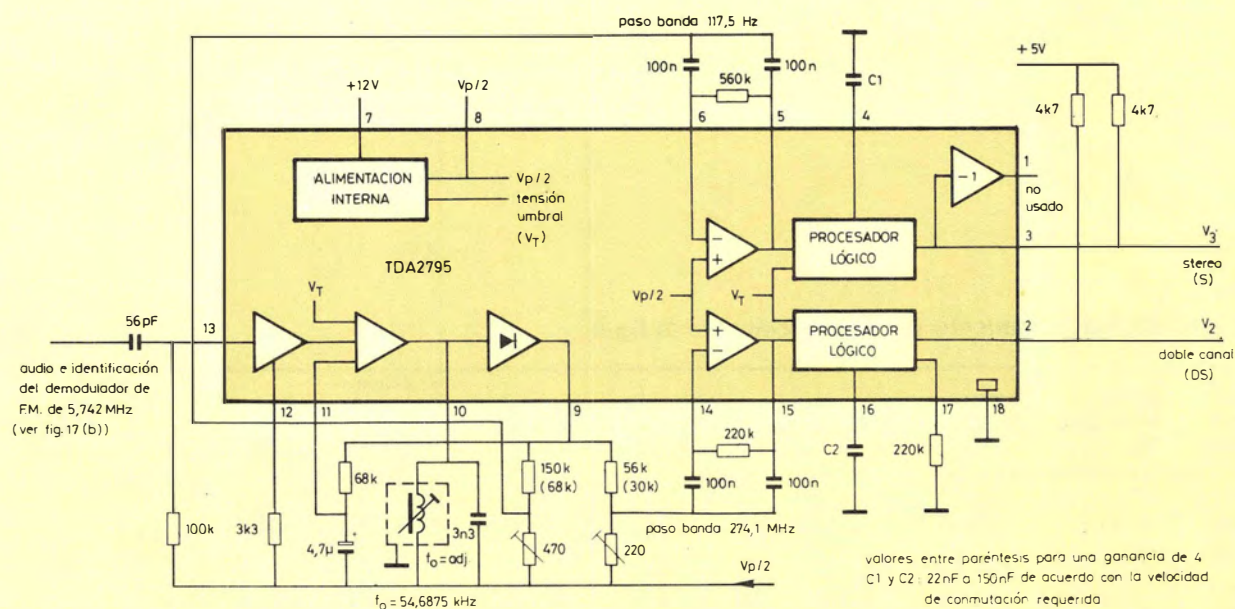 paso banda 117,5 Hz
100n
100n
560k
C1
+5V
4k7
4k7
+12V
Vp/2
7
8
6
5
4
ALIMENTACION
INTERNA
Vp/2
tensión
umbral
(VT)
TDA2795
-1
1
no
usado
PROCESADOR
LÓGICO
3
V3
stereo
(S)
-
+
Vp/2
VT
+
-
PROCESADOR
LÓGICO
2
V2
doble canal
(DS)
56pF
13
VT
audio e identificación
del demodulador de
F.M. de 5,742 MHz
(ver fig. 17 (b))
12
11
10
9
14
15
16
17
18
220k
100n
100n
C2
220k
68k
150k
(68k)
56k
(30k)
paso banda 274,1 MHz
100k
3k3
4,7µ
+
fo=adj.
3n3
470
220
Vp/2
fo=54,6875 kHz
valores entre paréntesis para una ganancia de 4
C1 y C2: 22nF a 150nF de acuerdo con la velocidad
de conmutación requerida